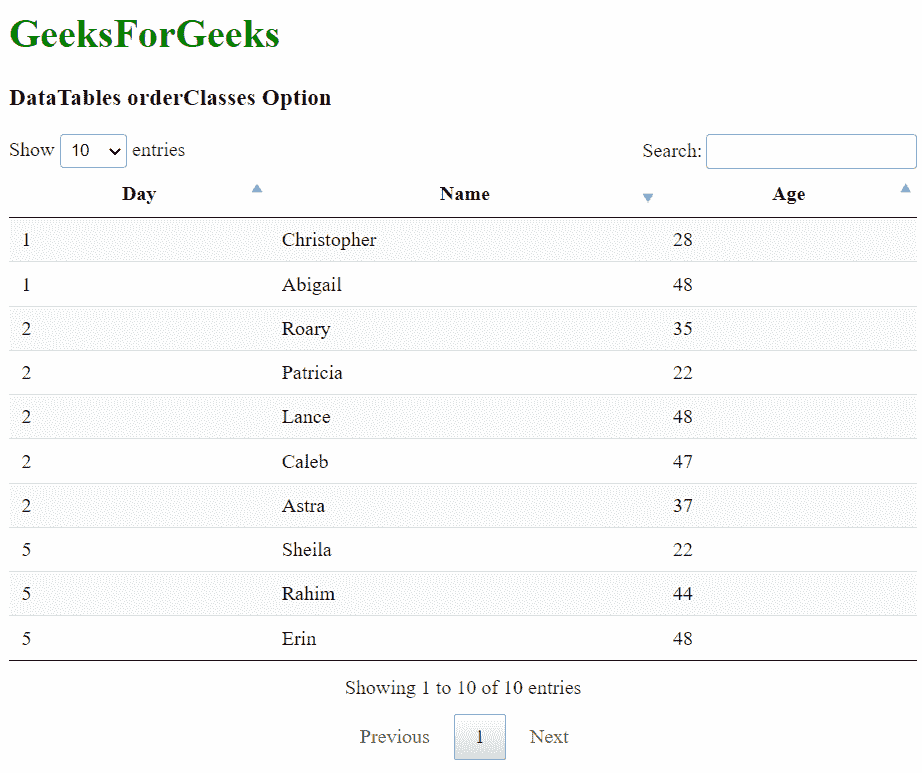 GeeksForGeeks
DataTables orderClasses Option
Show 10 entries Search:
Day Name Age
1 Christopher 28
1 Abigail 48
2 Roary 35
2 Patricia 22
2 Lance 48
2 Caleb 47
2 Astra 37
5 Sheila 22
5 Rahim 44
5 Erin 48
Showing 1 to 10 of 10 entries
Previous 1 Next